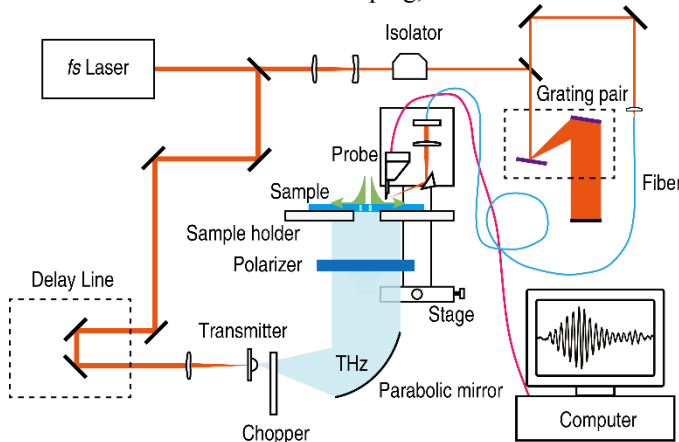 ping,
Isolator
fs Laser
Grating pair
Probe
Sample
Fiber
Sample holder
Polarizer
Delay Line
Transmitter
Stage
THz
Parabolic mirror
Chopper
Computer